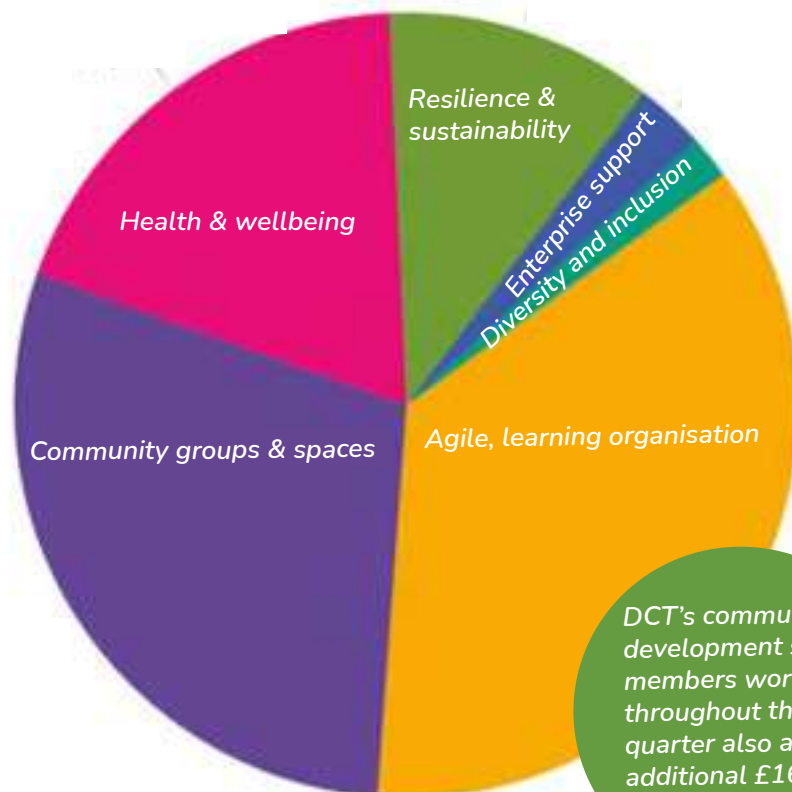 Resilience &
sustainability
Enterprise support
Diversity and inclusion
Health & wellbeing
Agile, learning organisation
Community groups & spaces
DCT’s commu
development
members wor
throughout th
quarter also a
additional £16